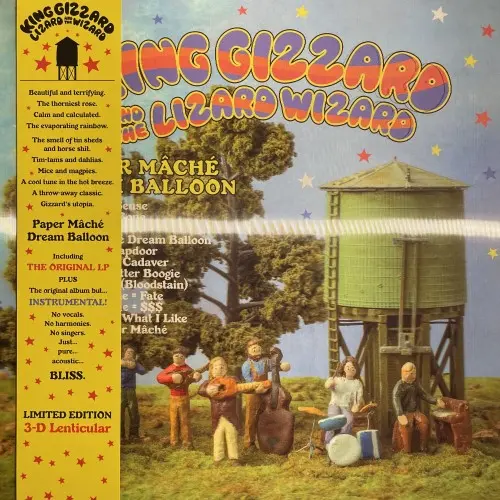 KING GIZZARD
AND THE
LIZARD WIZARD
Beautiful and terrifying.
The thorniest rose.
Calm and calculated.
The evaporating rainbow.
The smell of tin sheds
and horse shit.
Tim-tams and dahlias.
Mice and magpies.
A cool tune in the hot breeze.
A throw-away classic.
Gizzard's utopia.
Paper Mâché
Dream Balloon
Including
THE ORIGINAL LP
PLUS
The original album but...
INSTRUMENTAL!
No vocals.
No harmonies.
No singers.
Just...
pure...
acoustic...
BLISS.
LIMITED EDITION
3-D Lenticular
KING GIZZARD
AND THE LIZARD WIZARD
R MÂCHÉ
BALLOON
ense
e Dream Balloon
apdoor
Cadaver
tter Boogie
(Bloodstain)
e = Fate
e = $$$
What I Like
r Mâché